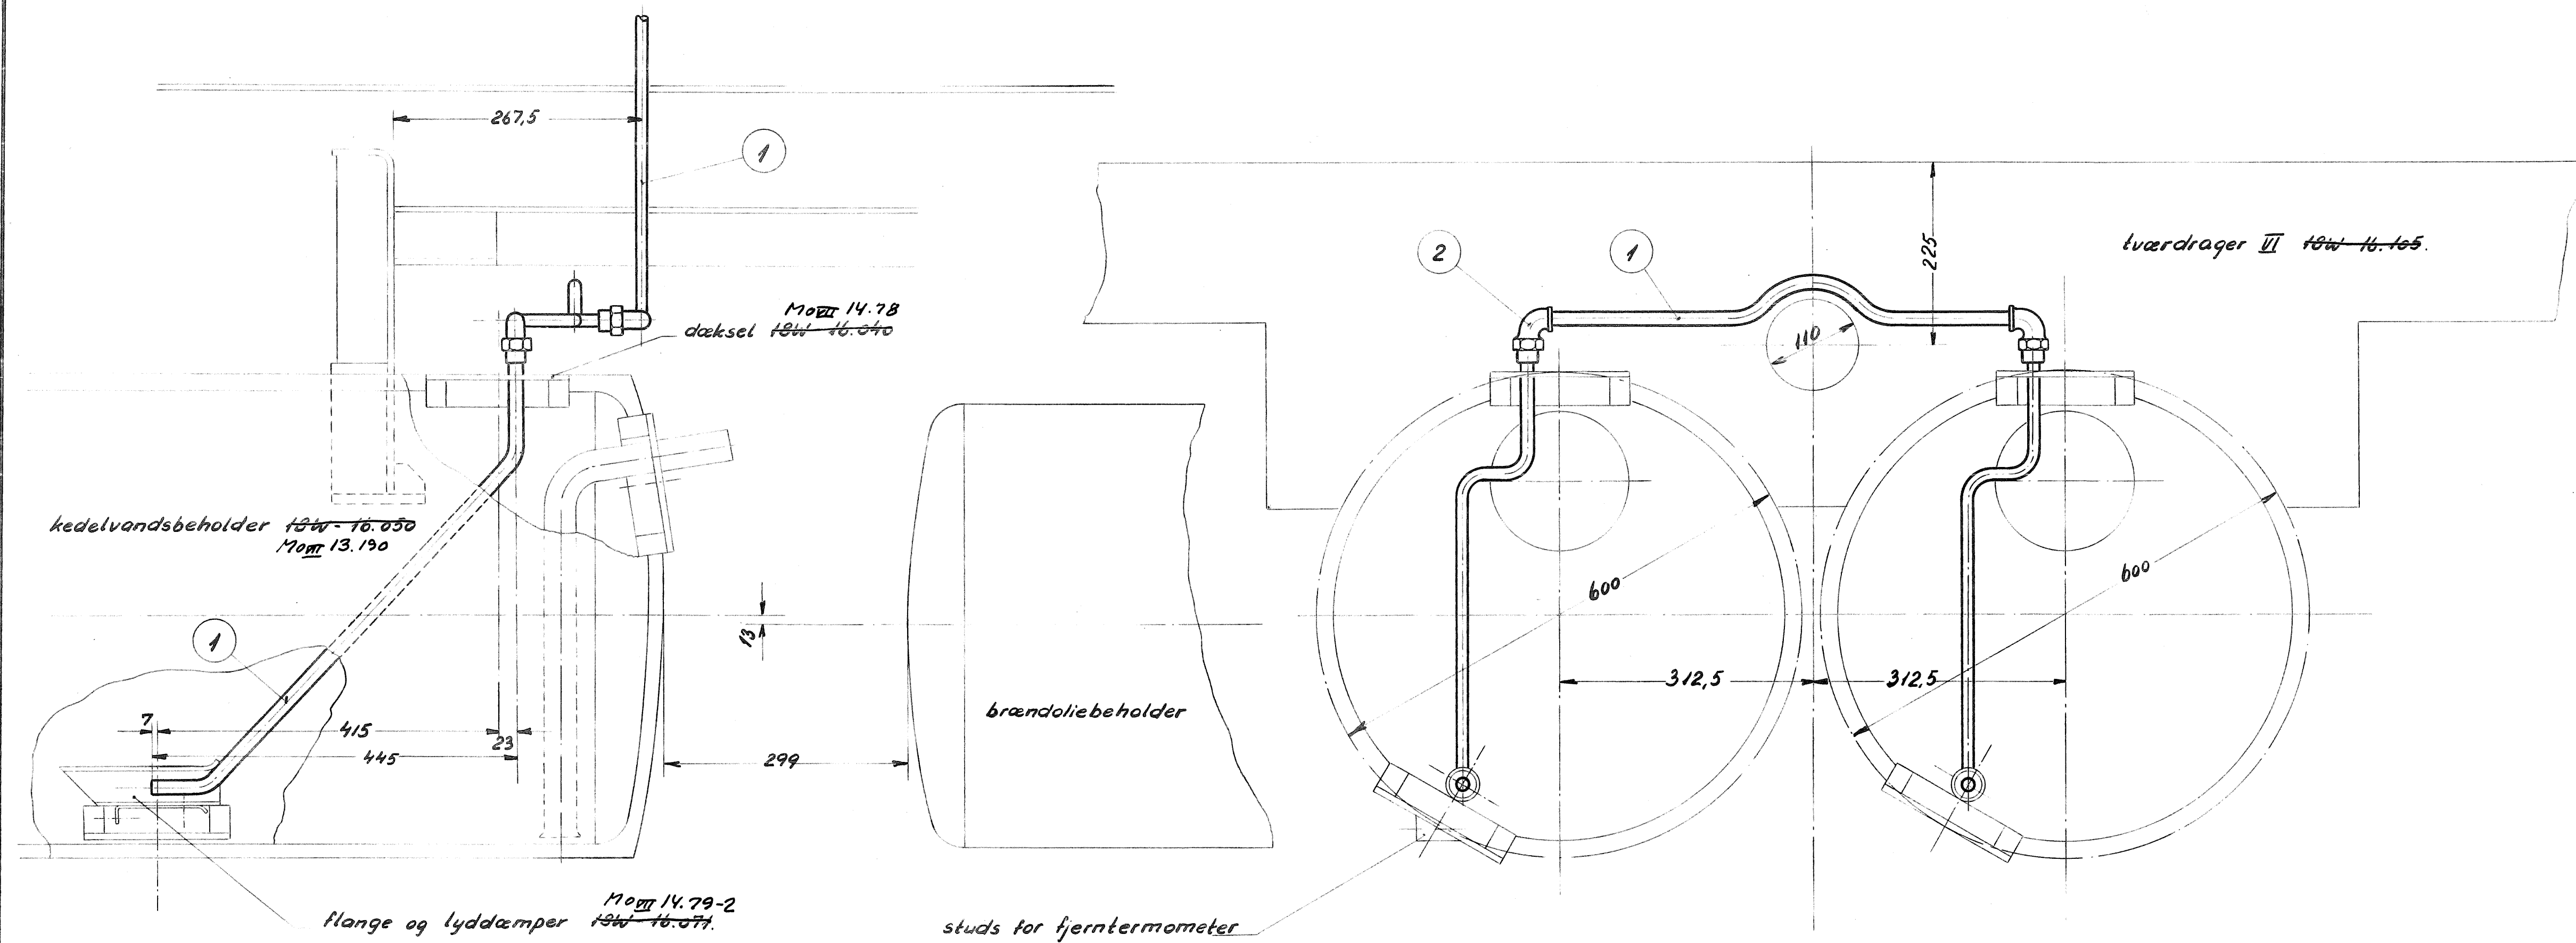 267,5
1
Mo VII 14.78
dæksel 18W-16.040
kedelvandsbeholder 18W-16.050
Mo VII 13.190
1
13
7
415
23
445
299
brændoliebeholder
Mo VII 14.79-2
flange og lyddæmper 18W-16.071.
studs for fjerntermometer
2
1
225
tværdrager VI 18W-16.105.
110
600
600
312,5
312,5